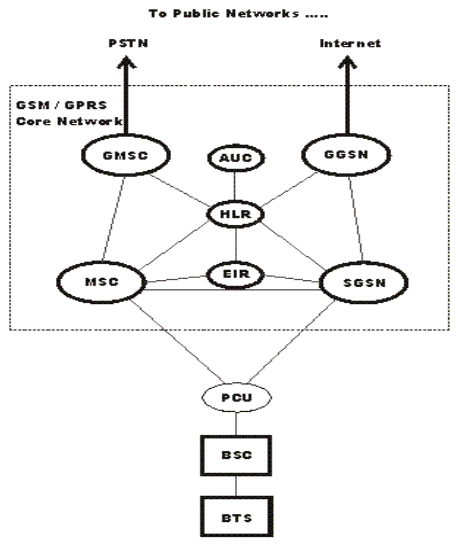 To Public Networks .....
PSTN
Internet
GSM / GPRS
Core Network
GMSC
AUC
GGSN
HLR
MSC
EIR
SGSN
PCU
BSC
BTS